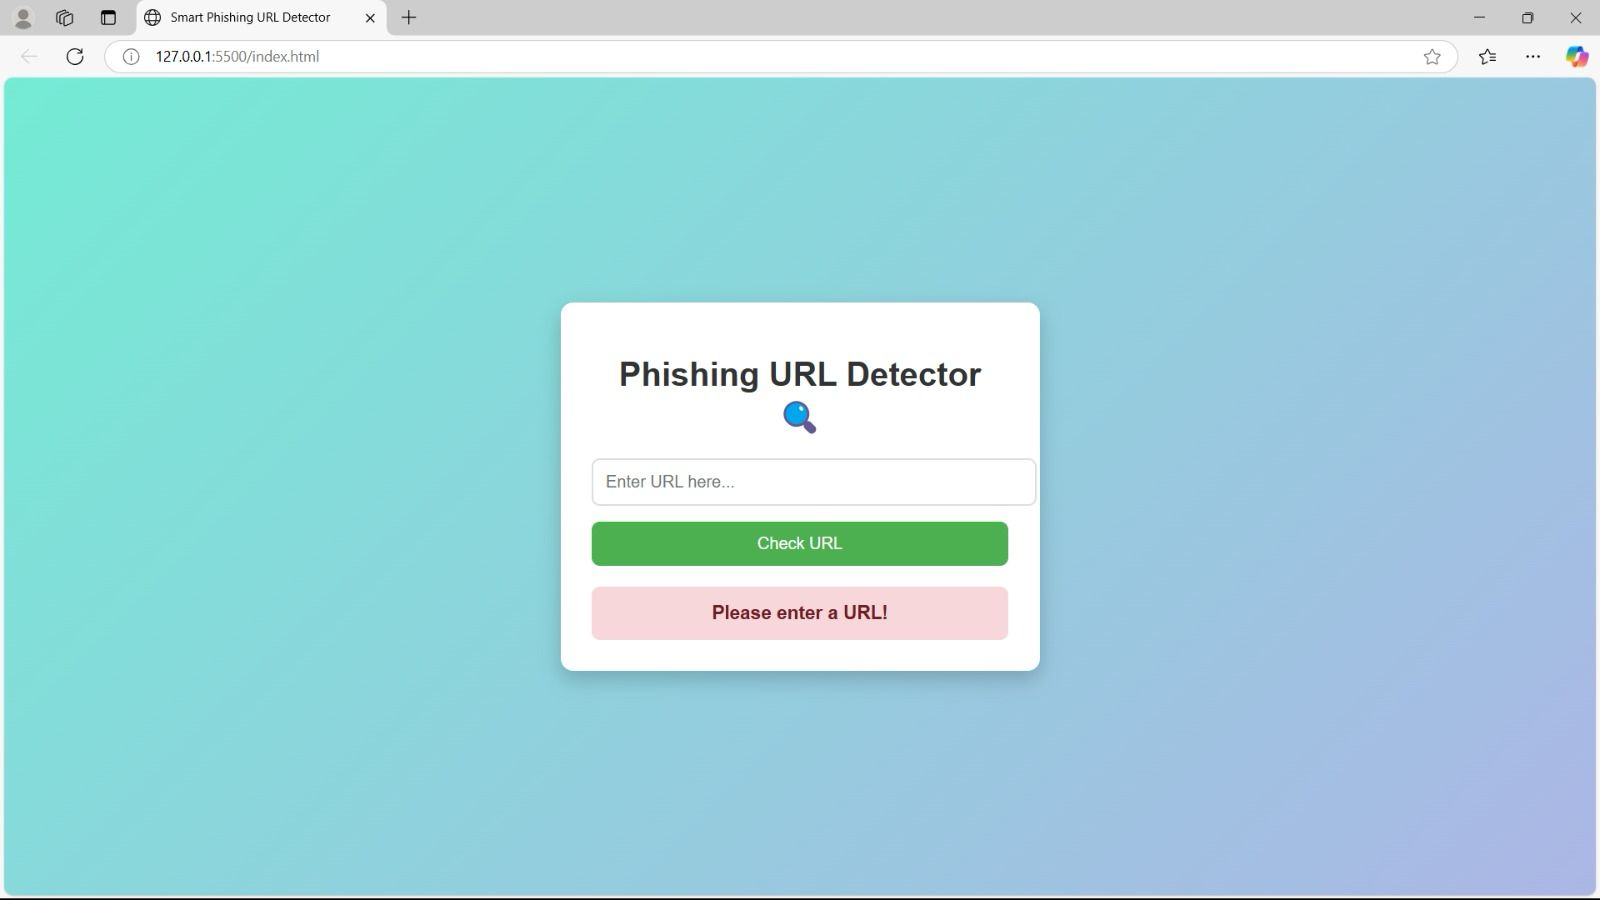 Smart Phishing URL Detector
127.0.0.1:5500/index.html
Phishing URL Detector
Enter URL here...
Check URL
Please enter a URL!